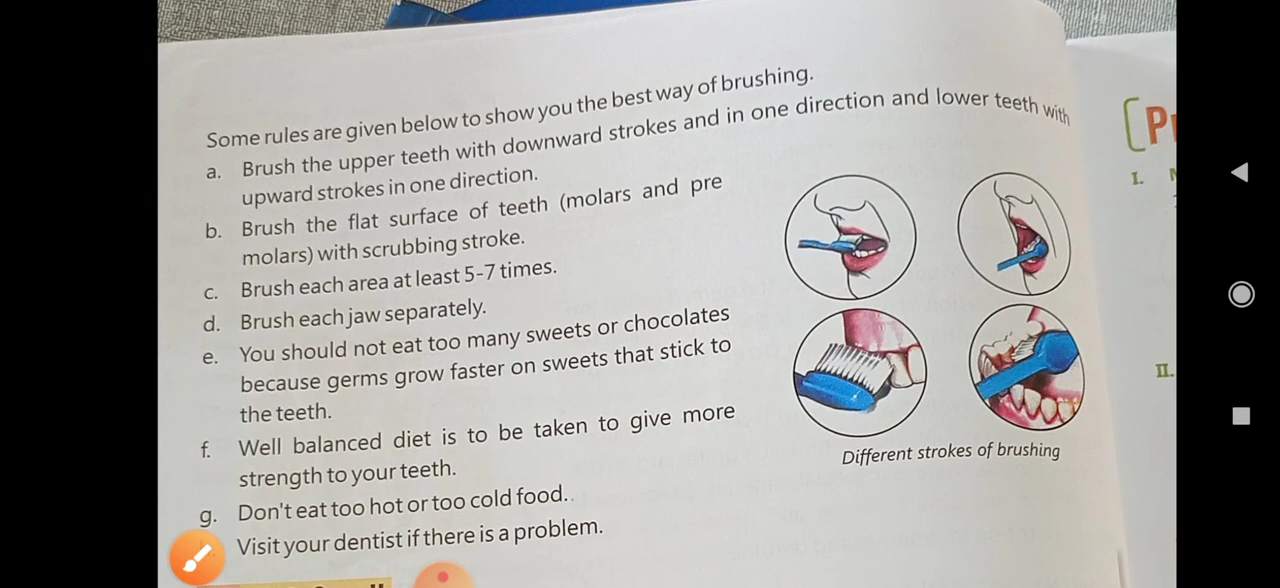 Some rules are given below to show you the best way of brushing.
a. Brush the upper teeth with downward strokes and in one direction and lower teeth with
upward strokes in one direction.
b. Brush the flat surface of teeth (molars and pre
molars) with scrubbing stroke.
c. Brush each area at least 5-7 times.
d. Brush each jaw separately.
e. You should not eat too many sweets or chocolates
because germs grow faster on sweets that stick to
the teeth.
f. Well balanced diet is to be taken to give more
strength to your teeth.
g. Don't eat too hot or too cold food.
Visit your dentist if there is a problem.
Different strokes of brushing
I.
II.